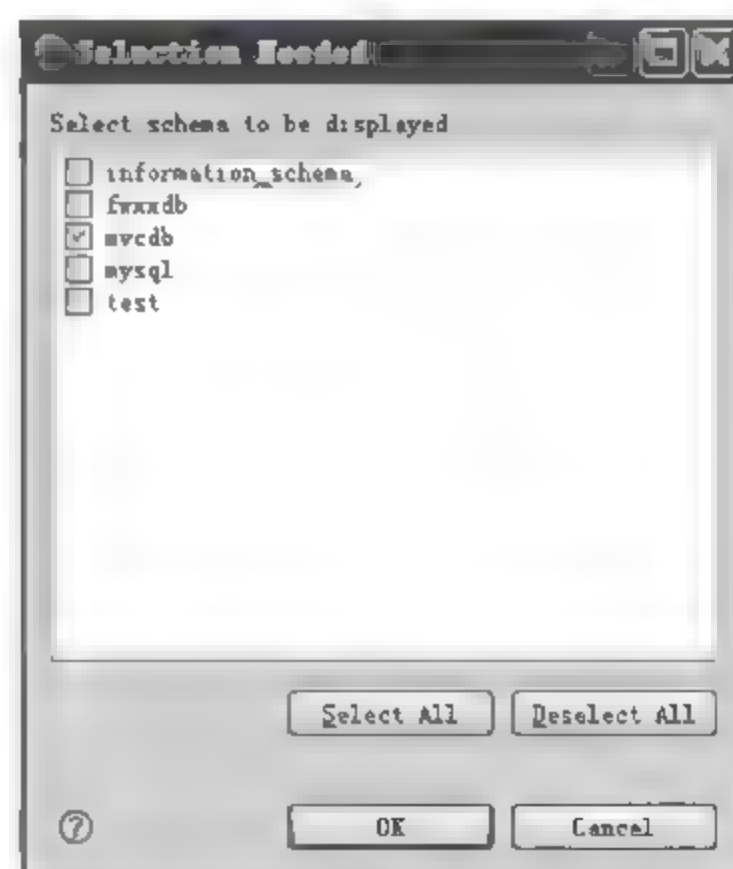 Selection Needed
Select schema to be displayed
information_schema
fwxxdb
mvcdb
mysql
test
Select All
Deselect All
OK
Cancel